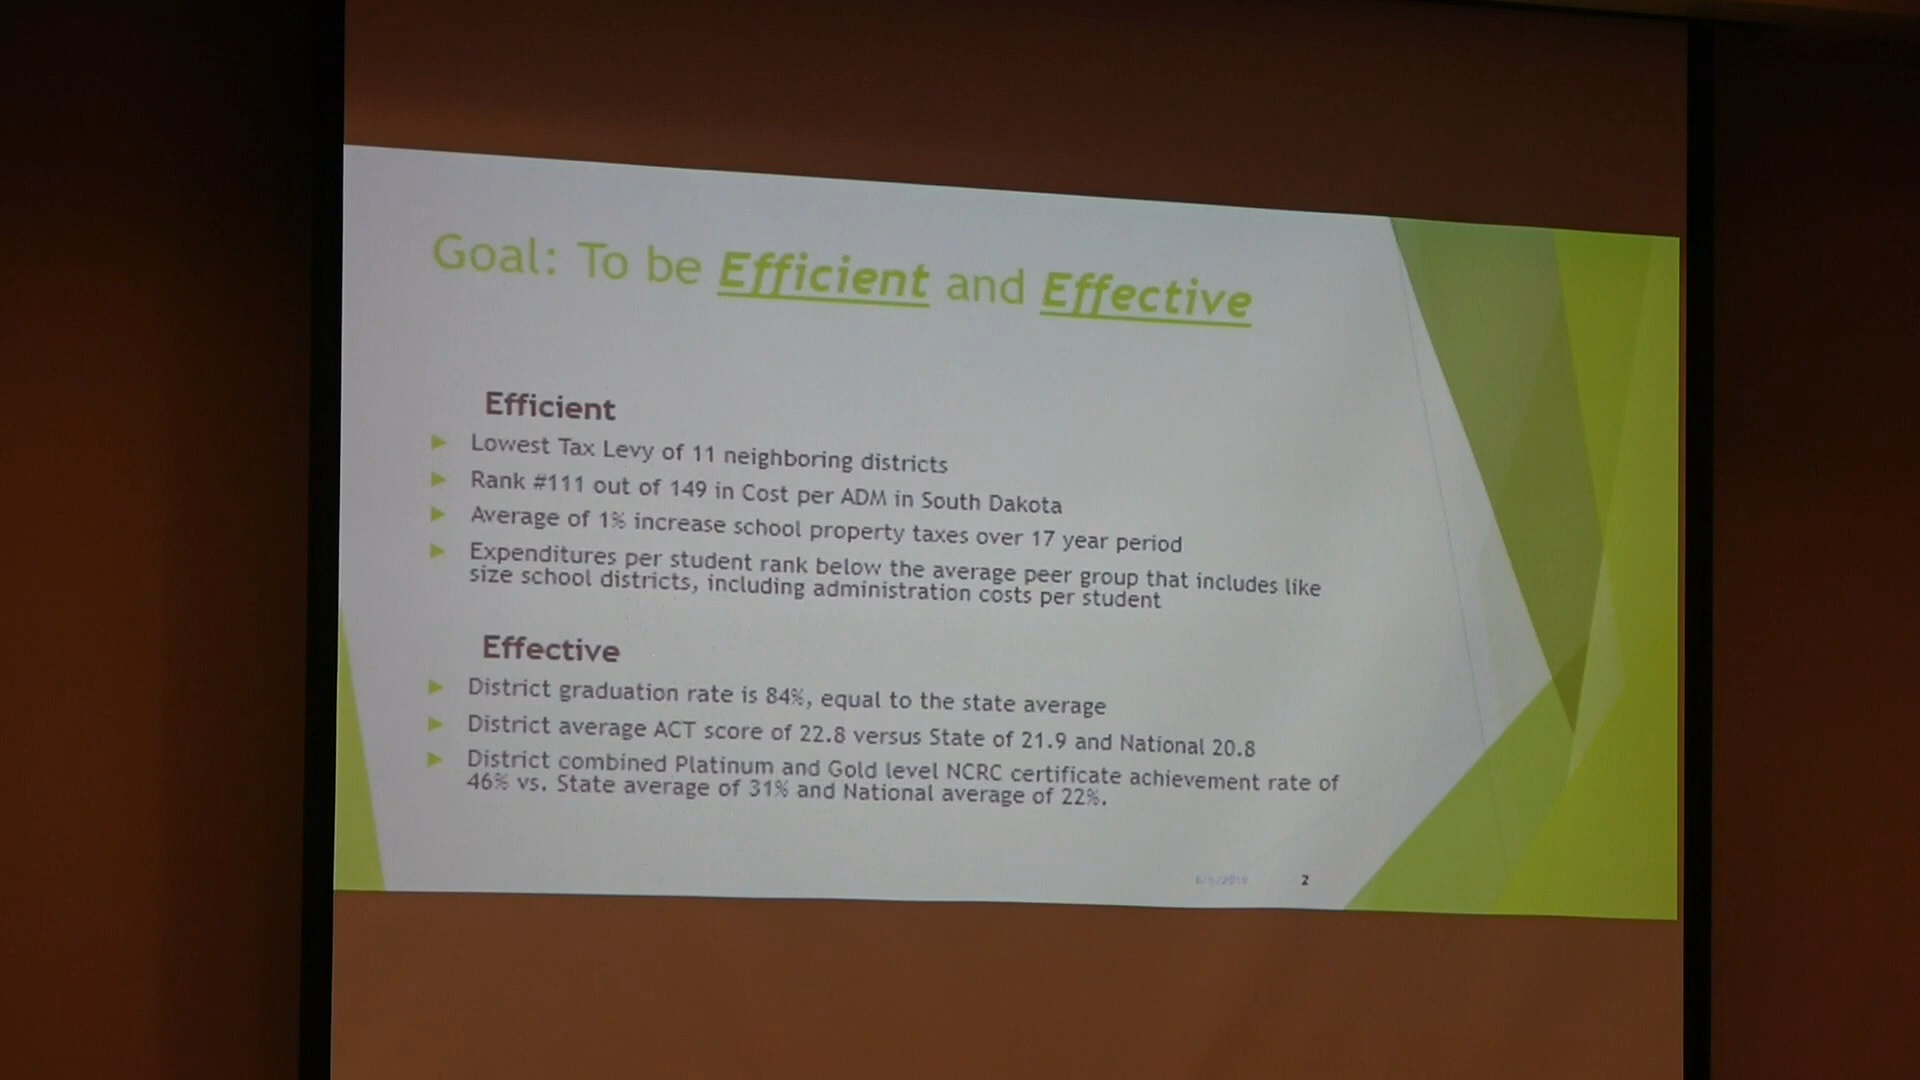 Goal: To be Efficient and Effective
Efficient
Lowest Tax Levy of 11 neighboring districts
Rank #111 out of 149 in Cost per ADM in South Dakota
Average of 1% increase school property taxes over 17 year period
Expenditures per student rank below the average peer group that includes like
size school districts, including administration costs per student
Effective
District graduation rate is 84%, equal to the state average
District average ACT score of 22.8 versus State of 21.9 and National 20.8
District combined Platinum and Gold level NCRC certificate achievement rate of
46% vs. State average of 31% and National average of 22%.
2